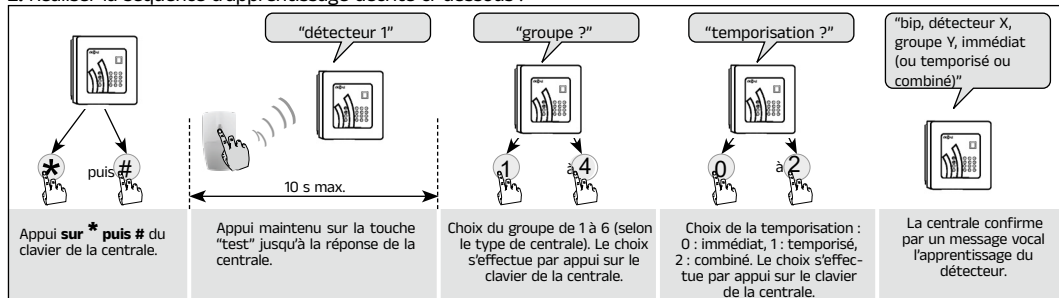 2. Réaliser la séquence d'apprentissage décrite ci-dessous :
“détecteur 1”
“groupe ?”
“temporisation ?”
“bip, détecteur X,
groupe Y, immédiat
(ou temporisé ou
combiné)”
* puis #
10 s max.
1 à 4
0 à 2
Appui sur * puis # du
clavier de la centrale.
Appui maintenu sur la touche
“test” jusqu'à la réponse de la
centrale.
Choix du groupe de 1 à 6 (selon
le type de centrale). Le choix
s'effectue par appui sur le
clavier de la centrale.
Choix de la temporisation :
0 : immédiat, 1 : temporisé,
2 : combiné. Le choix s'effec-
tue par appui sur le clavier
de la centrale.
La centrale confirme
par un message vocal
l'apprentissage du
détecteur.